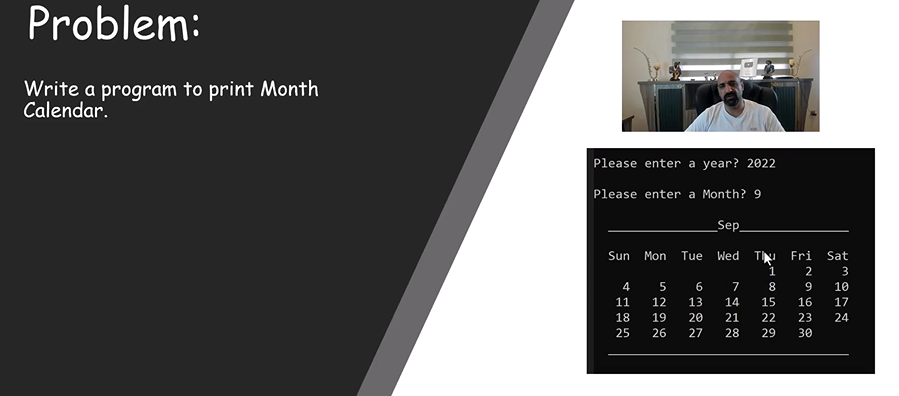 Problem:
Write a program to print Month
Calendar.
Please enter a year? 2022
Please enter a Month? 9
_______________Sep_______________
Sun Mon Tue Wed Thu Fri Sat
1 2 3
4 5 6 7 8 9 10
11 12 13 14 15 16 17
18 19 20 21 22 23 24
25 26 27 28 29 30